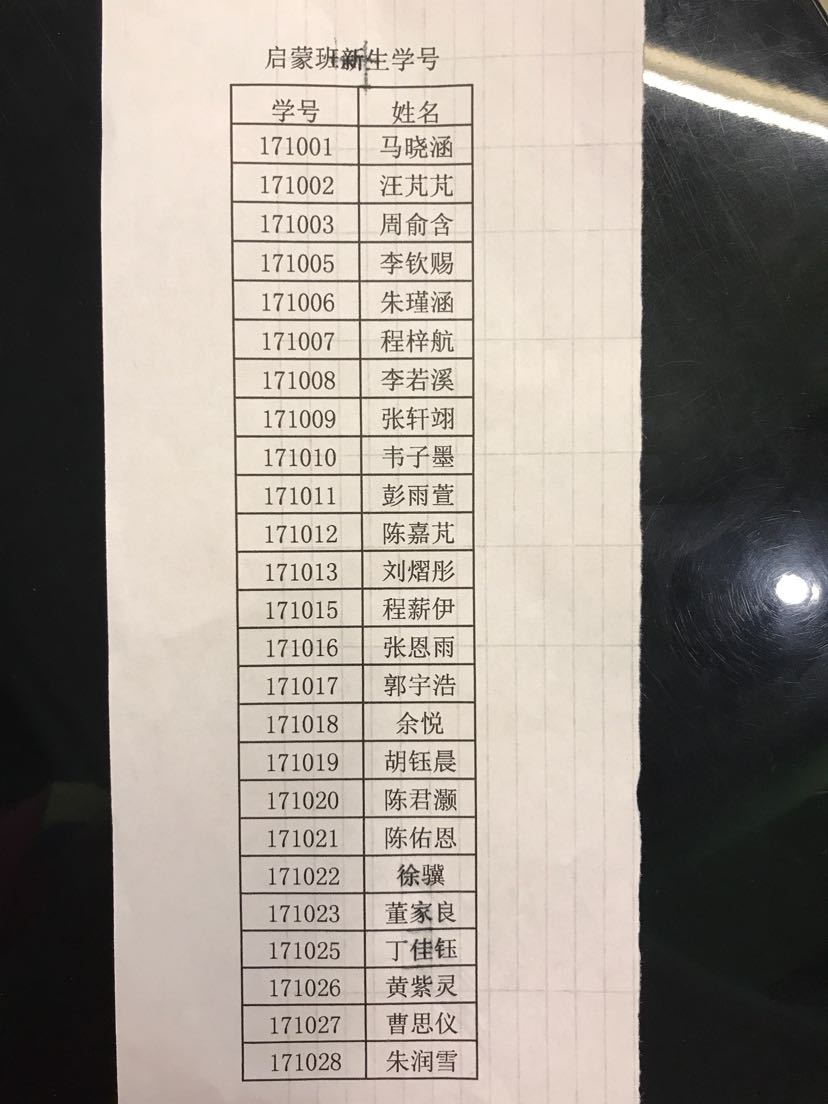 启蒙班新生学号
学号 姓名
171001 马晓涵
171002 汪芃芃
171003 周俞含
171005 李钦赐
171006 朱瑾涵
171007 程梓航
171008 李若溪
171009 张轩翊
171010 韦子墨
171011 彭雨萱
171012 陈嘉芃
171013 刘熠彤
171015 程薪伊
171016 张恩雨
171017 郭宇浩
171018 余悦
171019 胡钰晨
171020 陈君灏
171021 陈佑恩
171022 徐骥
171023 董家良
171025 丁佳钰
171026 黄紫灵
171027 曹思仪
171028 朱润雪